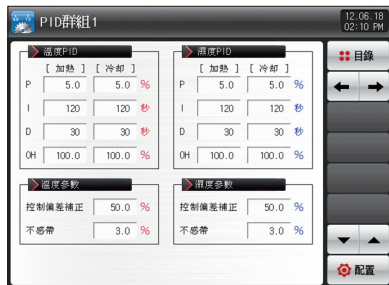 PID群組1
12.06.18
02:10 PM
溫度PID
[ 加熱 ] [ 冷却 ]
P 5.0 5.0 %
I 120 120 秒
D 30 30 秒
OH 100.0 100.0 %
濕度PID
[ 加熱 ] [ 冷却 ]
P 5.0 5.0 %
I 120 120 秒
D 30 30 秒
OH 100.0 100.0 %
溫度參數
控制偏差補正 50.0 %
不感帶 3.0 %
濕度參數
控制偏差補正 50.0 %
不感帶 3.0 %
目錄
配置